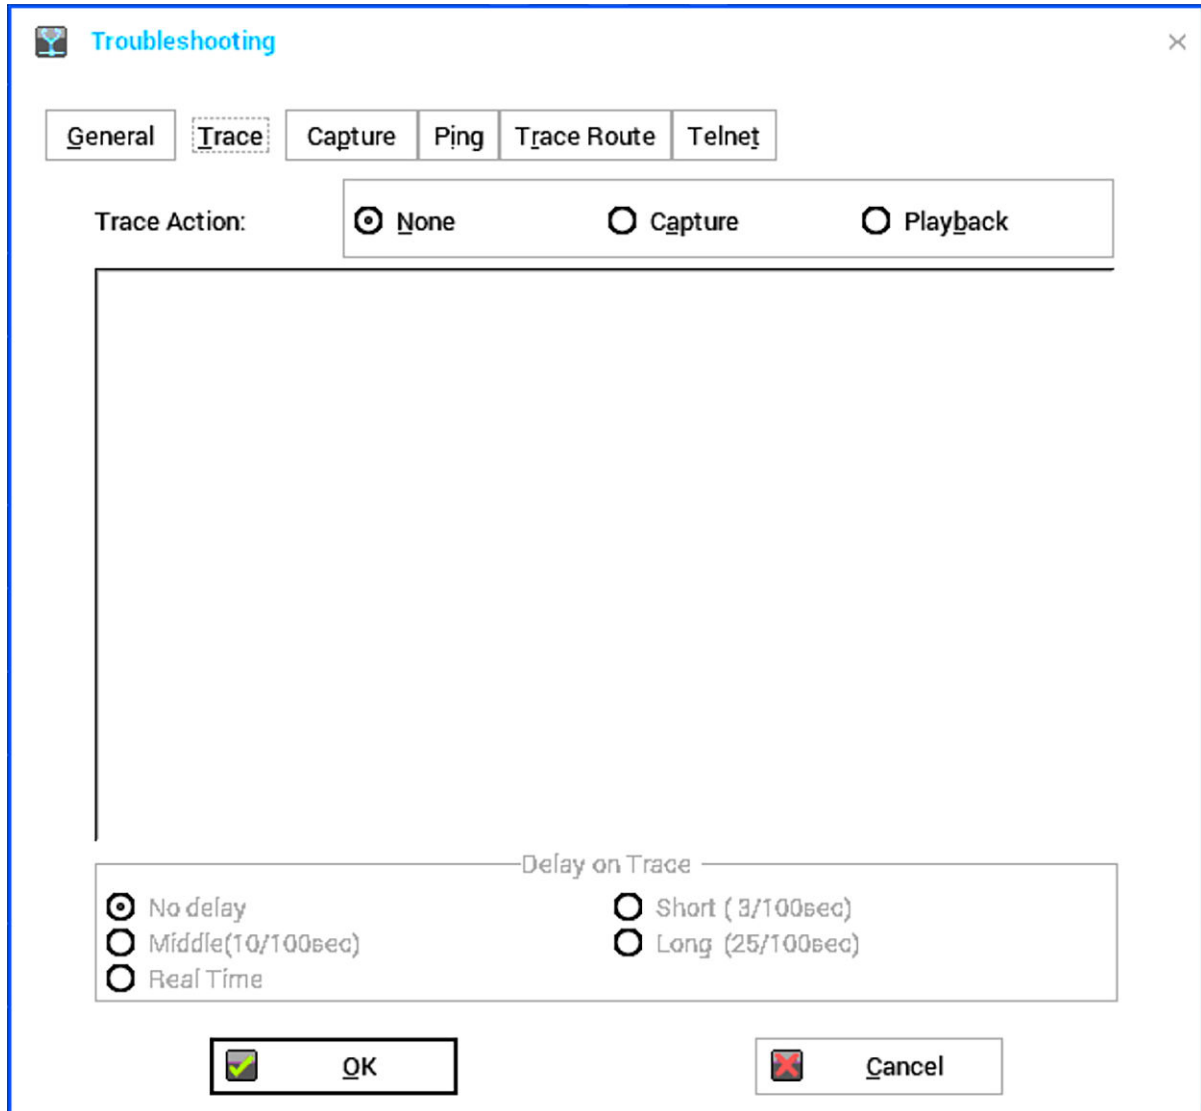 Troubleshooting
General Trace Capture Ping Trace Route Telnet
Trace Action: None Capture Playback
Delay on Trace
No delay Short ( 3/100sec)
Middle(10/100sec) Long (25/100sec)
Real Time
OK Cancel